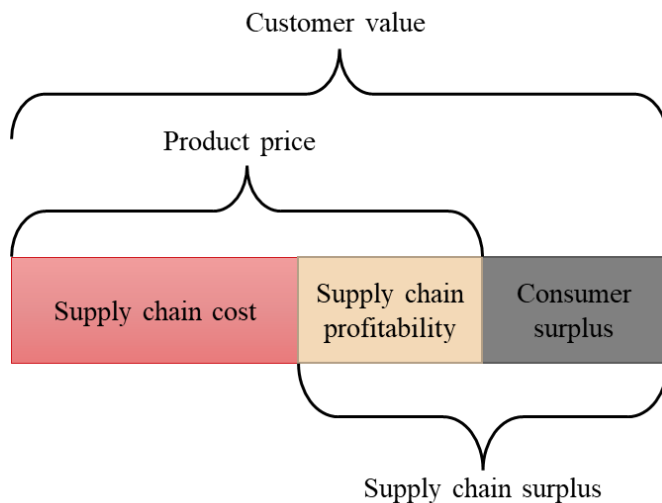 Customer value
Product price
Supply chain cost
Supply chain
profitability
Consumer
surplus
Supply chain surplus